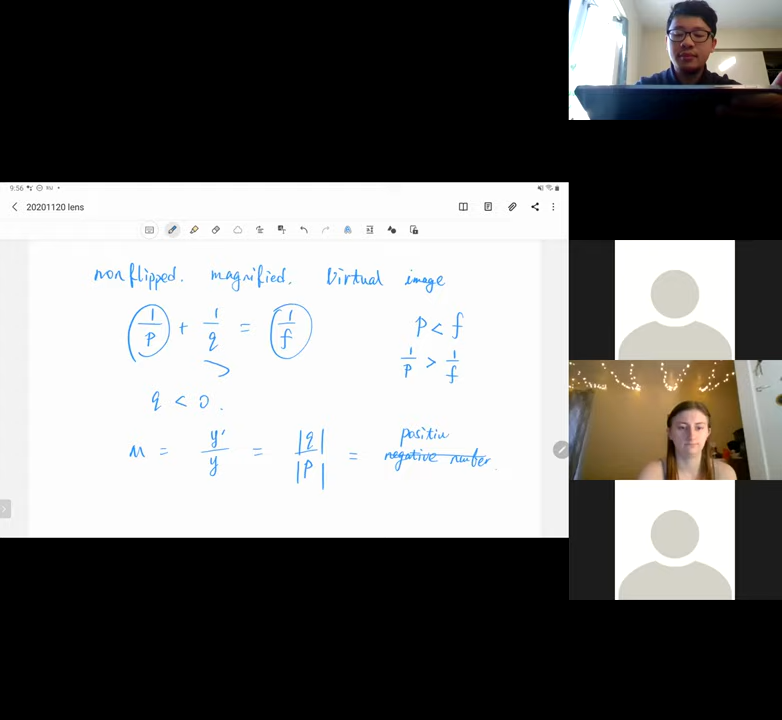 9:56
20201120 lens
nonflipped. magnified. Virtual image
1/p + 1/q = 1/f
p < f
1/p > 1/f
q < 0.
m = y'/y = |q|/|p| = positive
negative number.